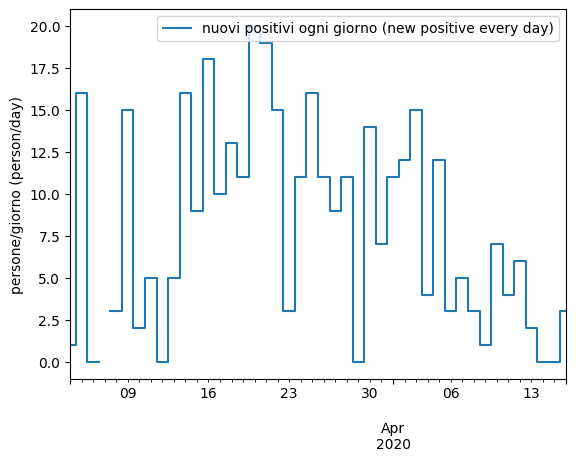 nuovi positivi ogni giorno (new positive every day)
persone/giorno (person/day)
20.0
17.5
15.0
12.5
10.0
7.5
5.0
2.5
0.0
09 16 23 30 06 13
Apr
2020